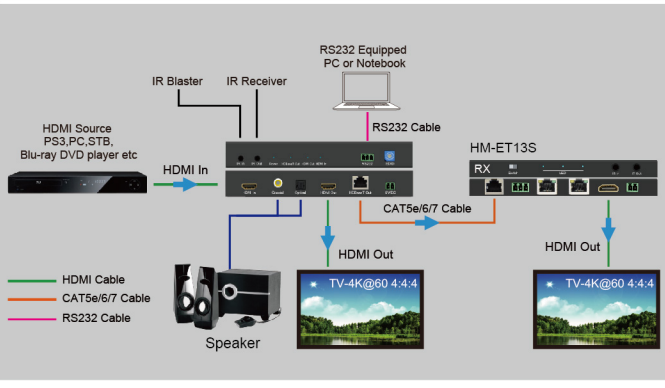 RS232 Equipped
PC or Notebook
IR Blaster
IR Receiver
HDMI Source
PS3,PC,STB,
Blu-ray DVD player etc
RS232 Cable
HM-ET13S
RX
HDMI In
CAT5e/6/7 Cable
HDMI Out
HDMI Out
HDMI Cable
CAT5e/6/7 Cable
RS232 Cable
TV-4K@60 4:4:4
TV-4K@60 4:4:4
Speaker